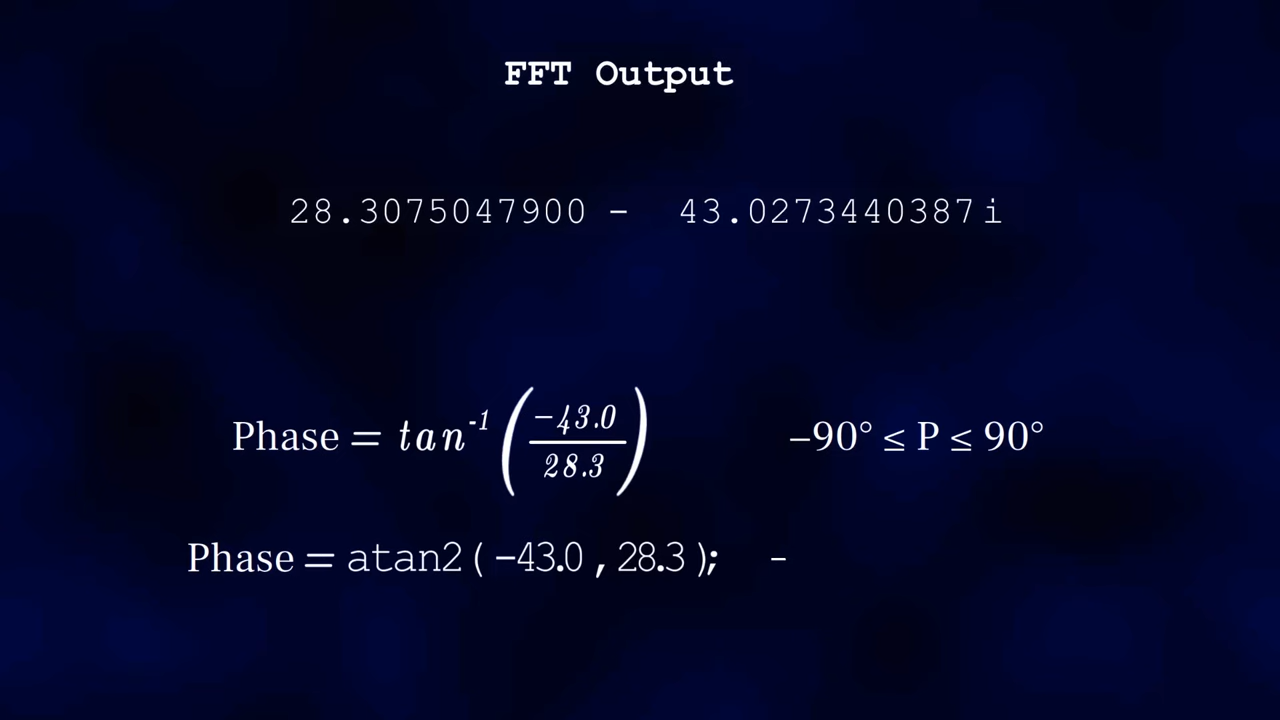 FFT Output
28.3075047900 - 43.0273440387i
Phase = tan⁻¹(−43.0/28.3) −90° ≤ P ≤ 90°
Phase = atan2(−43.0,28.3); -